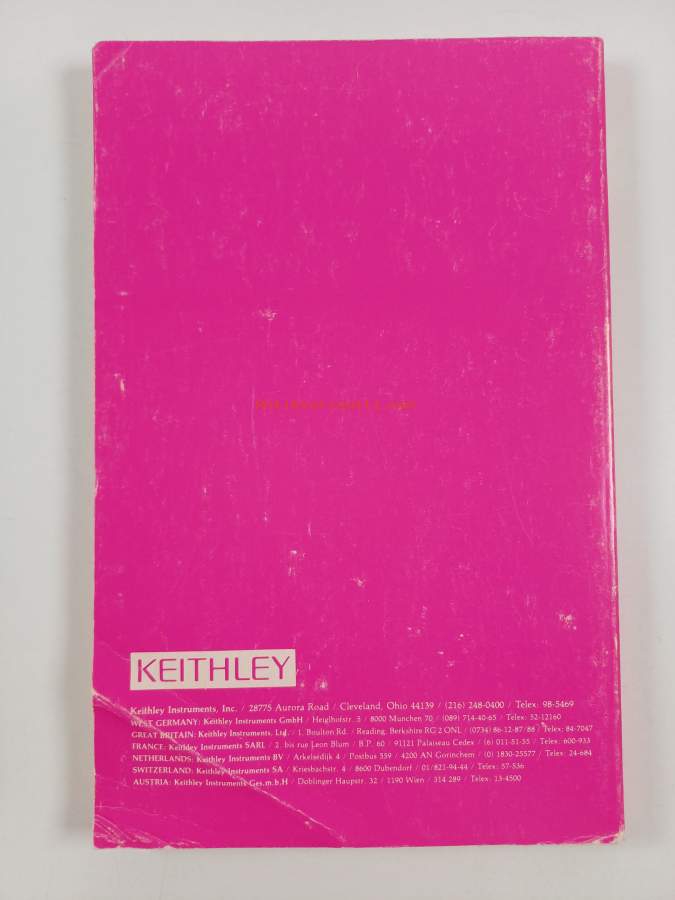 KEITHLEY
Keithley Instruments, Inc. / 28775 Aurora Road / Cleveland, Ohio 44139 / (216) 248-0400 / Telex: 98-5469
WEST GERMANY: Keithley Instruments GmbH / Heiglhofstr. 5 / 8000 Munchen 70 / (089) 714-40-65 / Telex: 52-12160
GREAT BRITAIN: Keithley Instruments, Ltd. / 1, Boulton Rd. / Reading, Berkshire RG 2 ONL / (0734) 86-12-87/88 / Telex: 84-7047
FRANCE: Keithley Instruments SARL / 2, bis rue Leon Blum / B.P. 60 / 91121 Palaiseau Cedex / (6) 011-51-55 / Telex: 600-933
NETHERLANDS: Keithley Instruments BV / Arkelsedijk 4 / Postbus 559 / 4200 AN Gorinchem / (0) 1830-25577 / Telex: 24-684
SWITZERLAND: Keithley Instruments SA / Kriesbachstr. 4 / 8600 Dubendorf / 01/821-94-44 / Telex: 57-536
AUSTRIA: Keithley Instruments Ges.m.b.H / Doblinger Haupstr. 32 / 1190 Wien / 314 289 / Telex: 13-4500